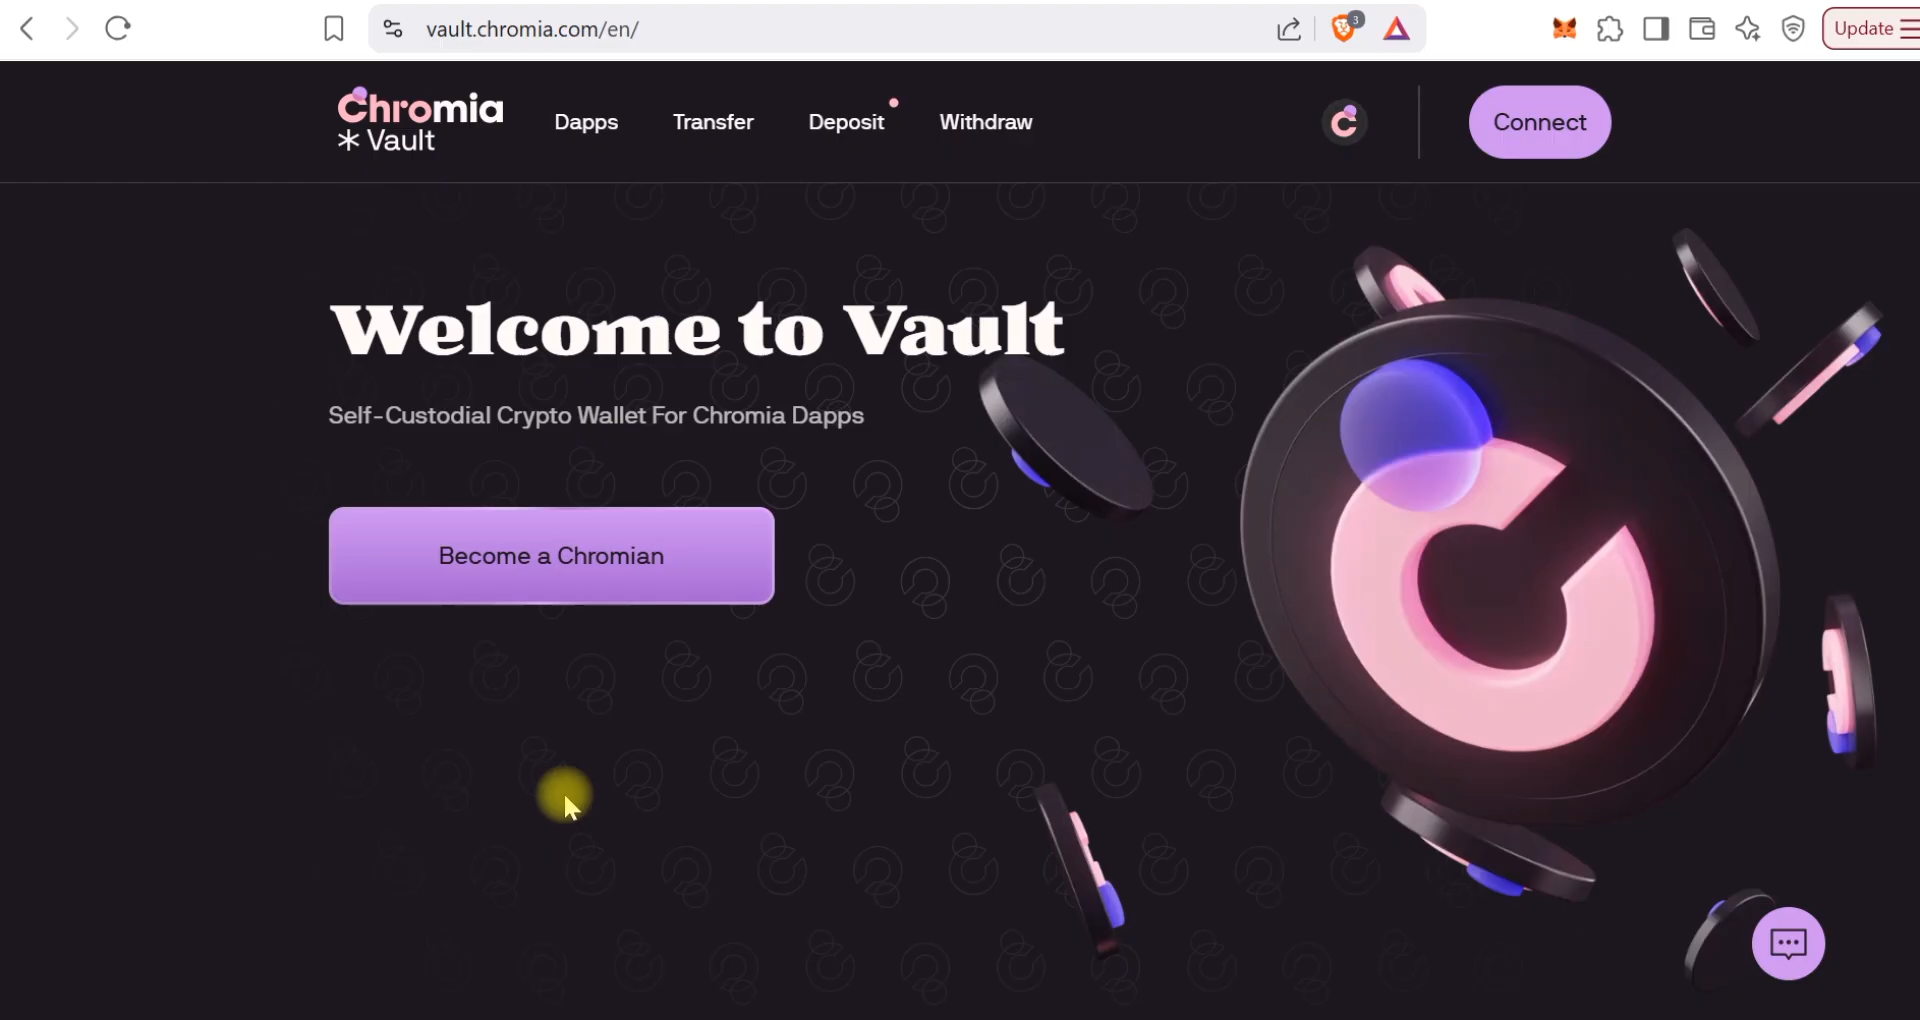 vault.chromia.com/en/
3
Update
Chromia
Vault
Dapps
Transfer
Deposit
Withdraw
Connect
Welcome to Vault
Self-Custodial Crypto Wallet For Chromia Dapps
Become a Chromian